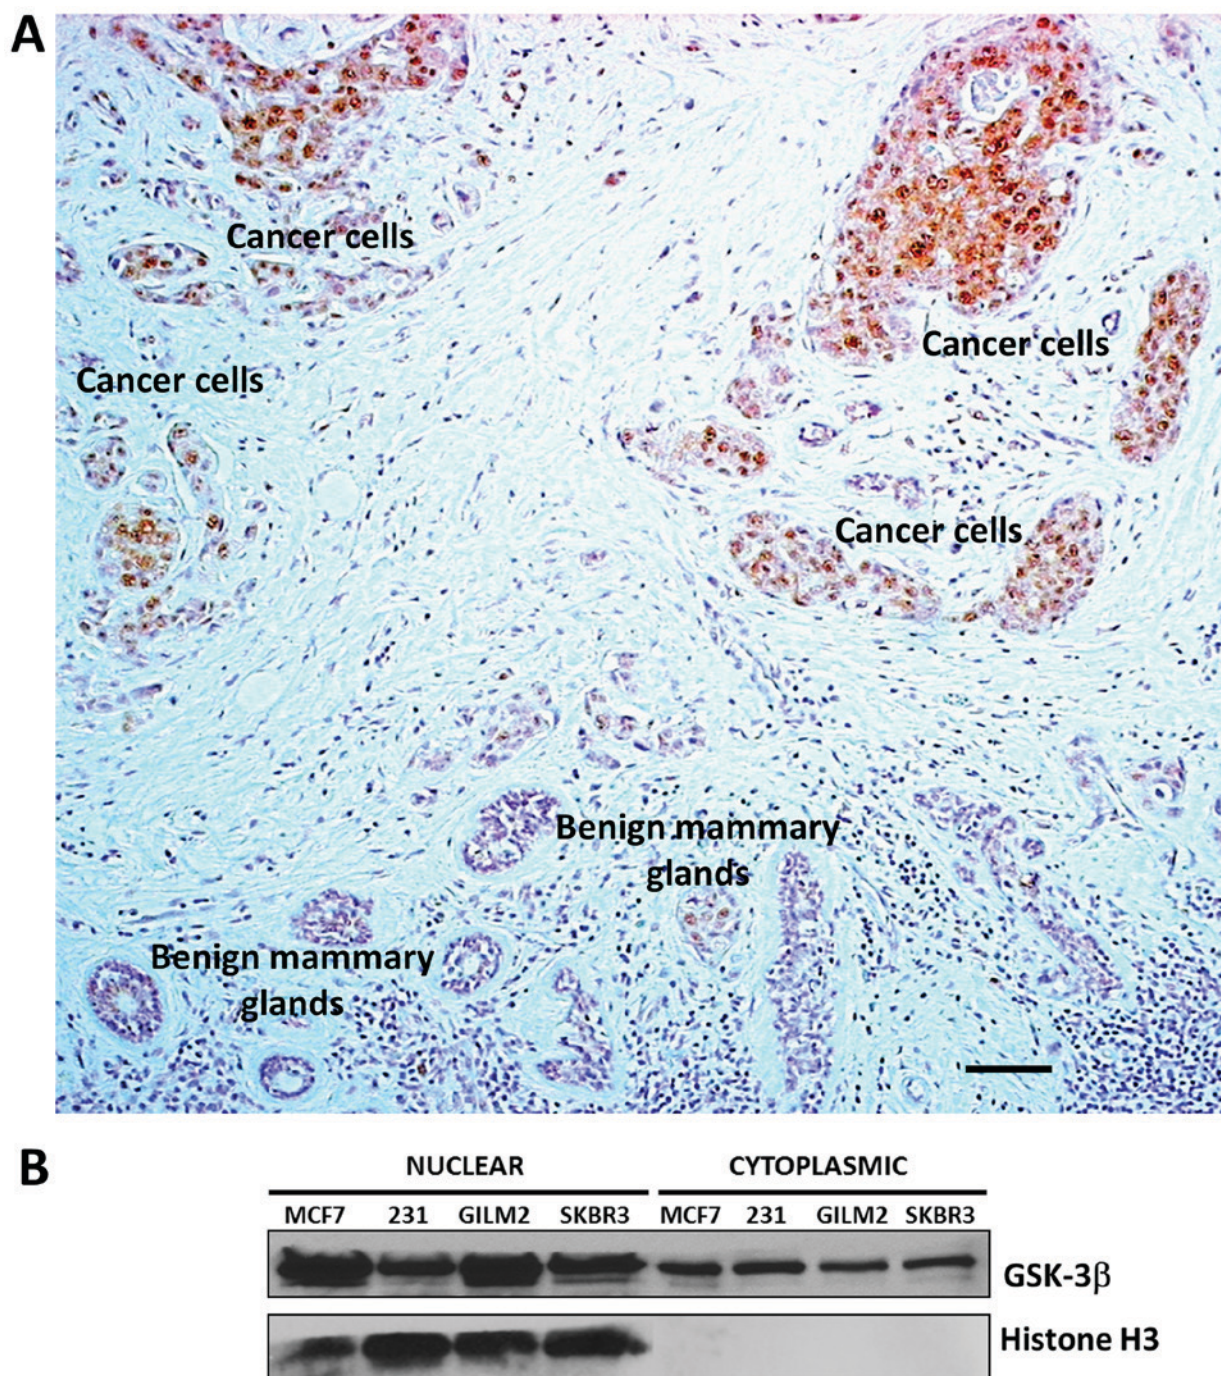 A
Cancer cells
Cancer cells
Cancer cells
Cancer cells
Benign mammary
glands
Benign mammary
glands
B
NUCLEAR CYTOPLASMIC
MCF7 231 GILM2 SKBR3 MCF7 231 GILM2 SKBR3
GSK-3β
Histone H3